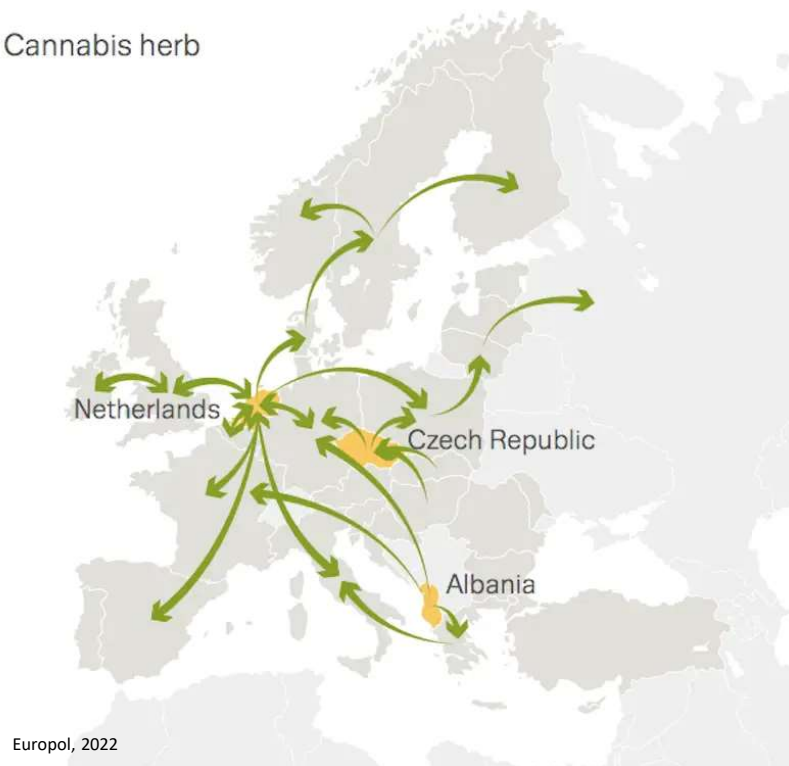 Cannabis herb
Netherlands
Czech Republic
Albania
Europol, 2022